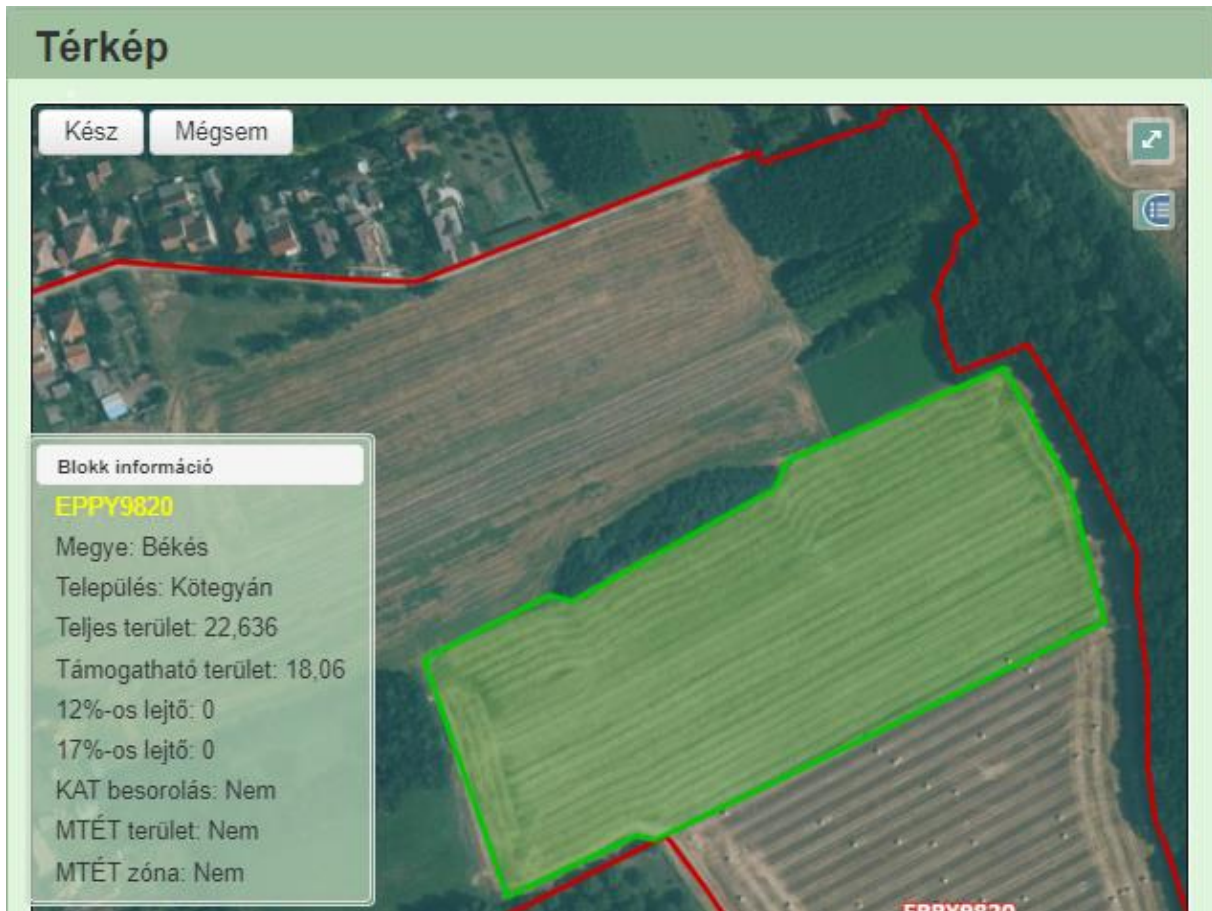 Térkép
Kész Mégsem
Blokk információ
EPPY9820
Megye: Békés
Település: Kötegyán
Teljes terület: 22,636
Támogatható terület: 18,06
12%-os lejtő: 0
17%-os lejtő: 0
KAT besorolás: Nem
MTÉT terület: Nem
MTÉT zóna: Nem
EPPY9820